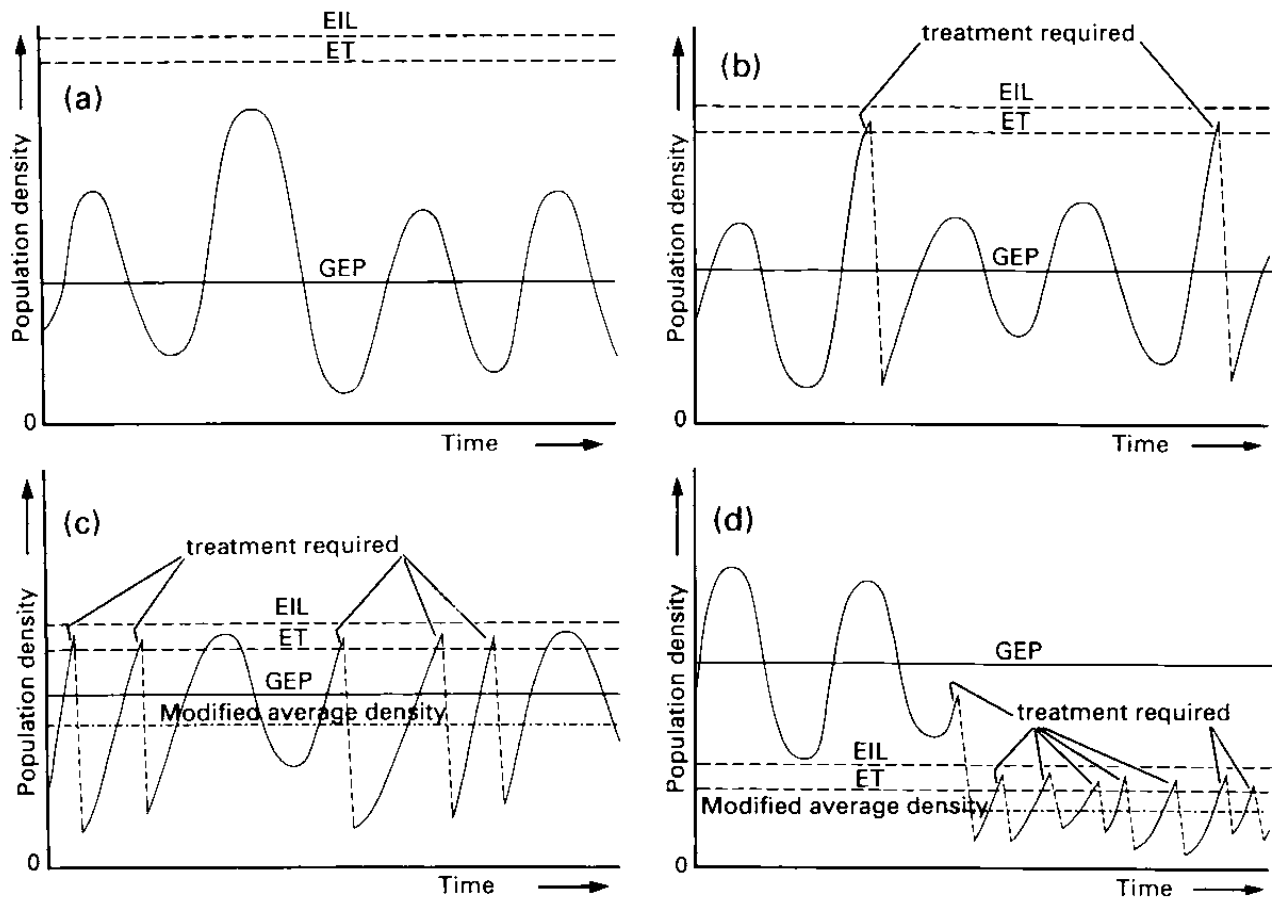 EIL
ET
(a)
GEP
Population density
0
Time
treatment required
(b)
EIL
ET
GEP
Population density
0
Time
(c)
treatment required
EIL
ET
GEP
Modified average density
Population density
0
Time
(d)
GEP
treatment required
EIL
ET
Modified average density
Population density
0
Time